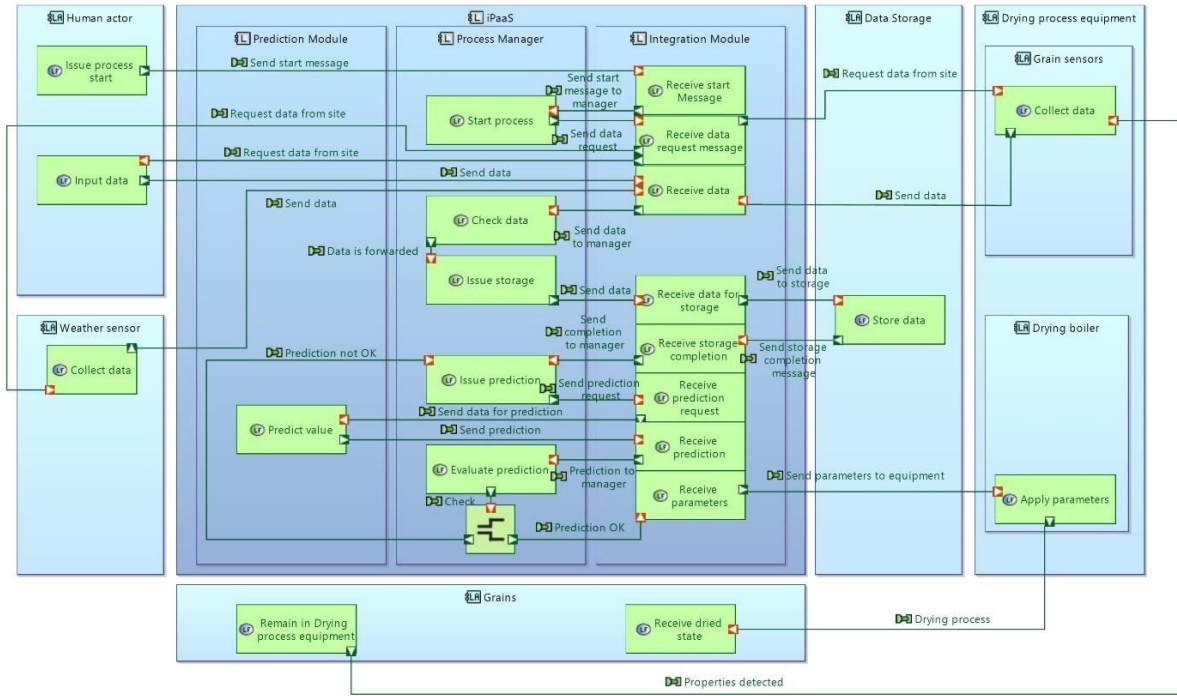 Human actor
iPaaS
Data Storage
Drying process equipment
Prediction Module
Process Manager
Integration Module
Grain sensors
Issue process
start
Send start message
Send start
message to
manager
Receive start
Message
Request data from site
Collect data
Request data from site
Start process
Send data
request
Receive data
request message
Request data from site
Input data
Send data
Receive data
Send data
Send data
Check data
Send data
to manager
Data is forwarded
Issue storage
Send data
Receive data for
storage
Send data
to storage
Store data
Weather sensor
Collect data
Send
completion to
manager
Receive storage
completion
Send storage
completion
message
Drying boiler
Prediction not OK
Issue prediction
Send prediction
request
Receive
prediction
request
Send data for prediction
Predict value
Send prediction
Receive
prediction
Evaluate prediction
Prediction to
manager
Receive
parameters
Send parameters to equipment
Apply parameters
Check
Prediction OK
Grains
Remain in Drying
process equipment
Receive dried
state
Drying process
Properties detected